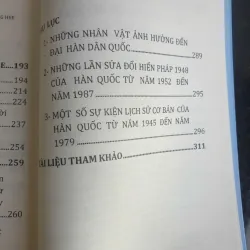 LỤC
1- NHỮNG NHÂN VẬT ẢNH HƯỞNG ĐẾN
ĐẠI HÀN DÂN QUỐC
289
2- NHỮNG LẦN SỬA ĐỔI HIẾN PHÁP 1948
CỦA HÀN QUỐC TỪ NĂM 1952 ĐẾN
NĂM 1987
295
3- MỘT SỐ SỰ KIỆN LỊCH SỬ CƠ BẢN CỦA
HÀN QUỐC TỪ NĂM 1945 ĐẾN NĂM
1979
296
TÀI LIỆU THAM KHẢO
311
193
254
259
260